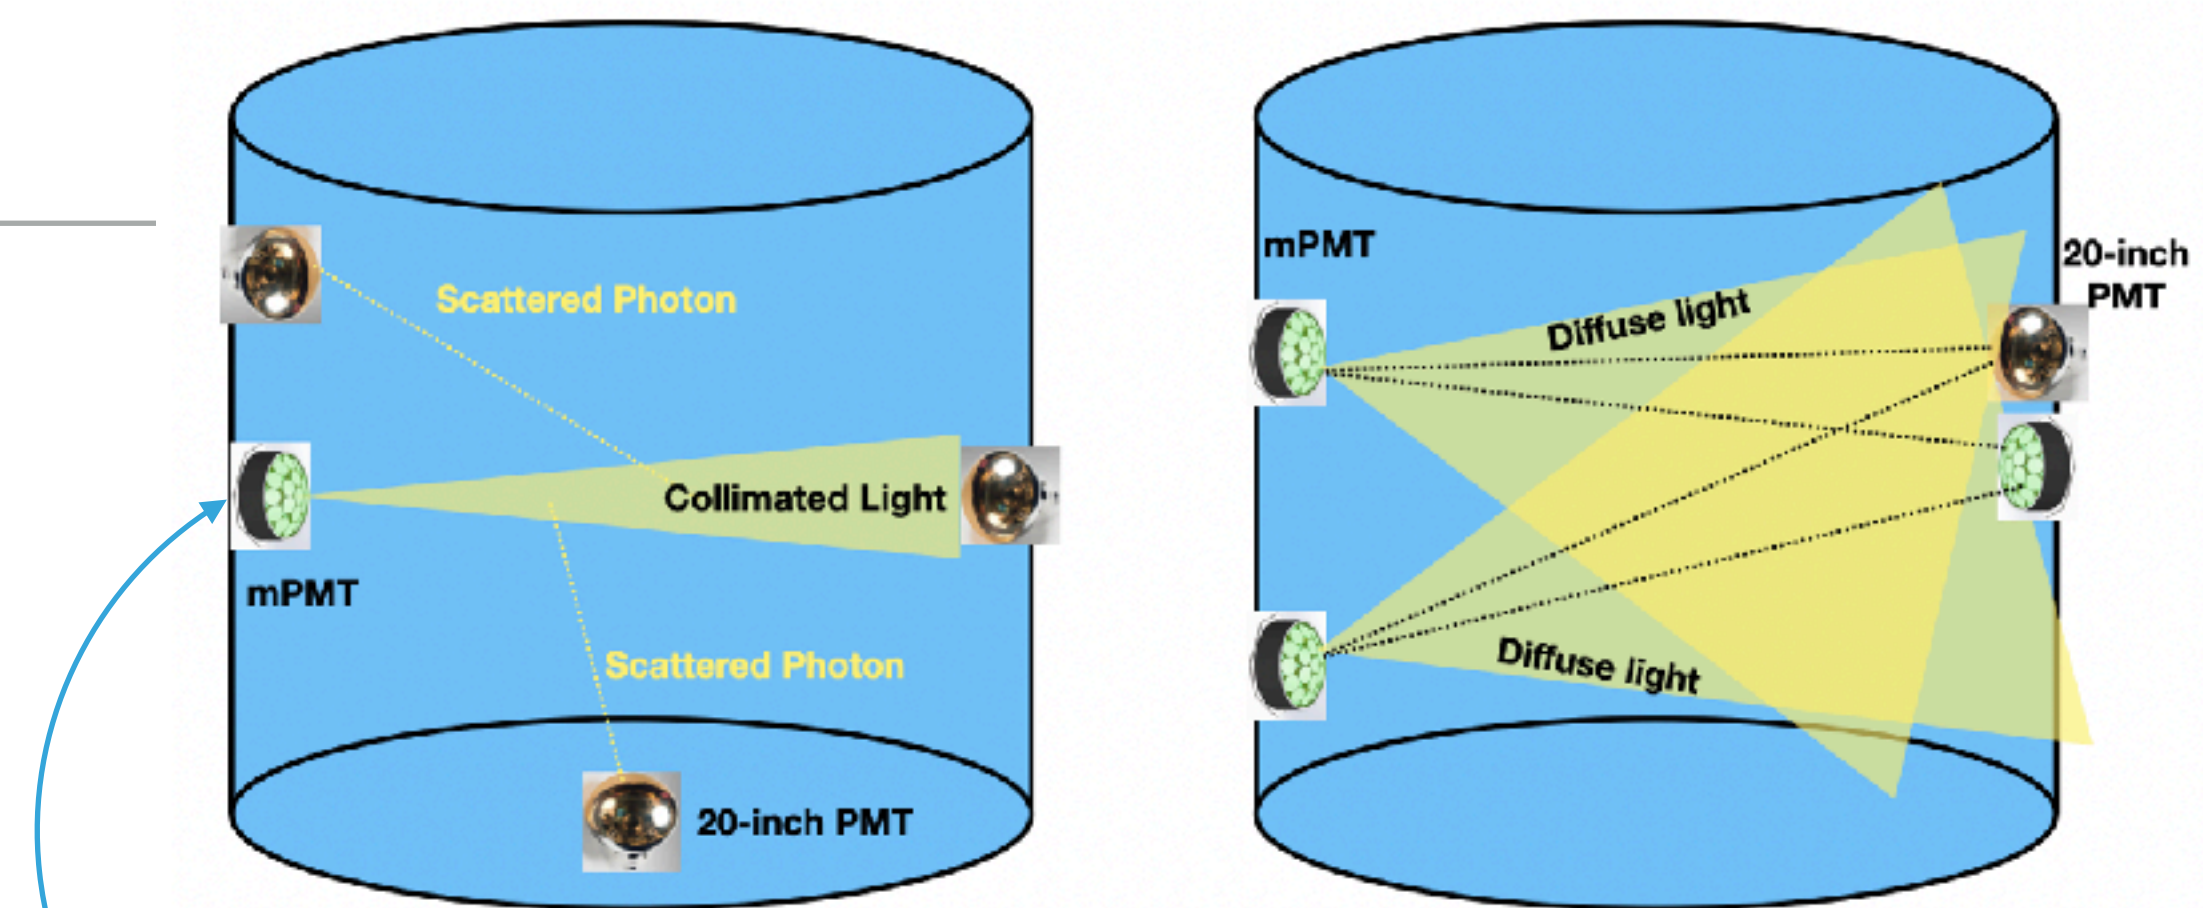 Scattered Photon
Collimated Light
mPMT
Scattered Photon
20-inch PMT
mPMT
20-inch
PMT
Diffuse light
Diffuse light